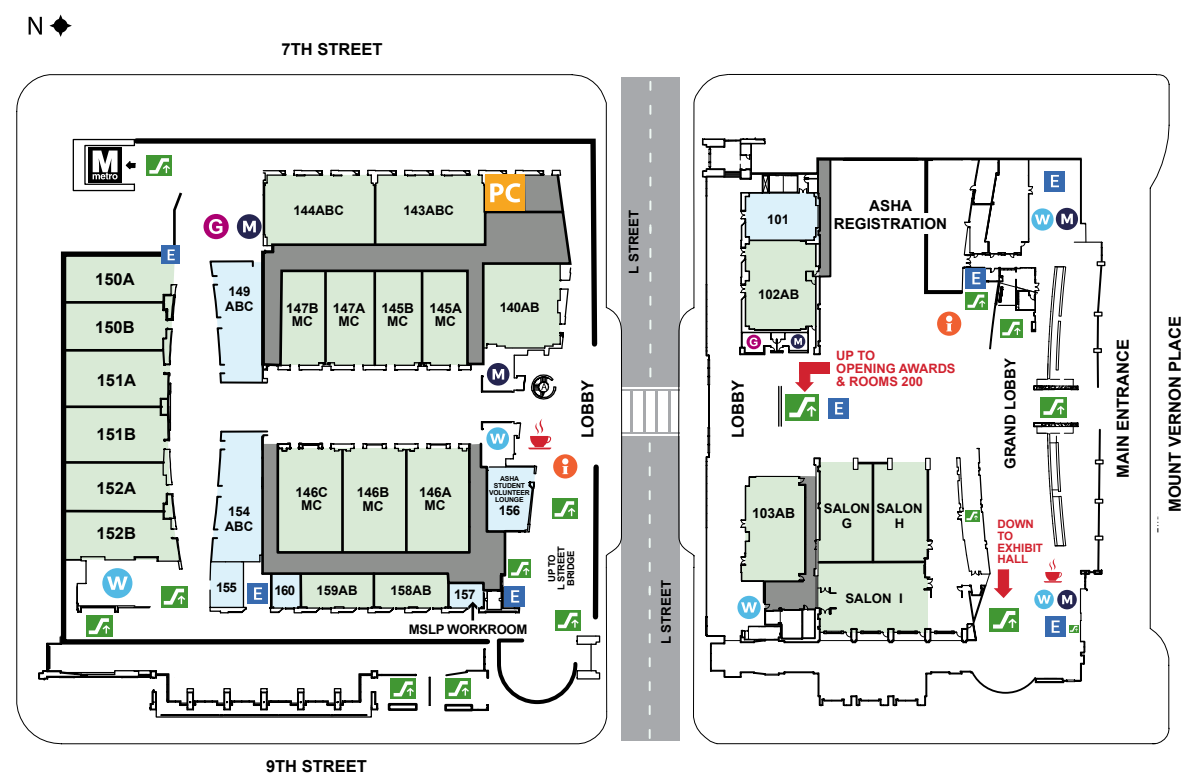 N
7TH STREET
M
metro
G
M
E
144ABC
143ABC
PC
150A
150B
151A
151B
152A
152B
149
ABC
147B
MC
147A
MC
145B
MC
145A
MC
140AB
M
LOBBY
W
154
ABC
146C
MC
146B
MC
146A
MC
ASHA
STUDENT
VOLUNTEER
LOUNGE
156
i
W
155
E
160
159AB
158AB
157
E
UP TO
L STREET
BRIDGE
MSLP WORKROOM
9TH STREET
L STREET
L STREET
101
102AB
G
M
ASHA
REGISTRATION
E
W
M
E
i
UP TO
OPENING AWARDS
& ROOMS 200
E
LOBBY
GRAND LOBBY
MAIN ENTRANCE
MOUNT VERNON PLACE
103AB
SALON
G
SALON
H
SALON I
W
DOWN
TO
EXHIBIT
HALL
W
M
E